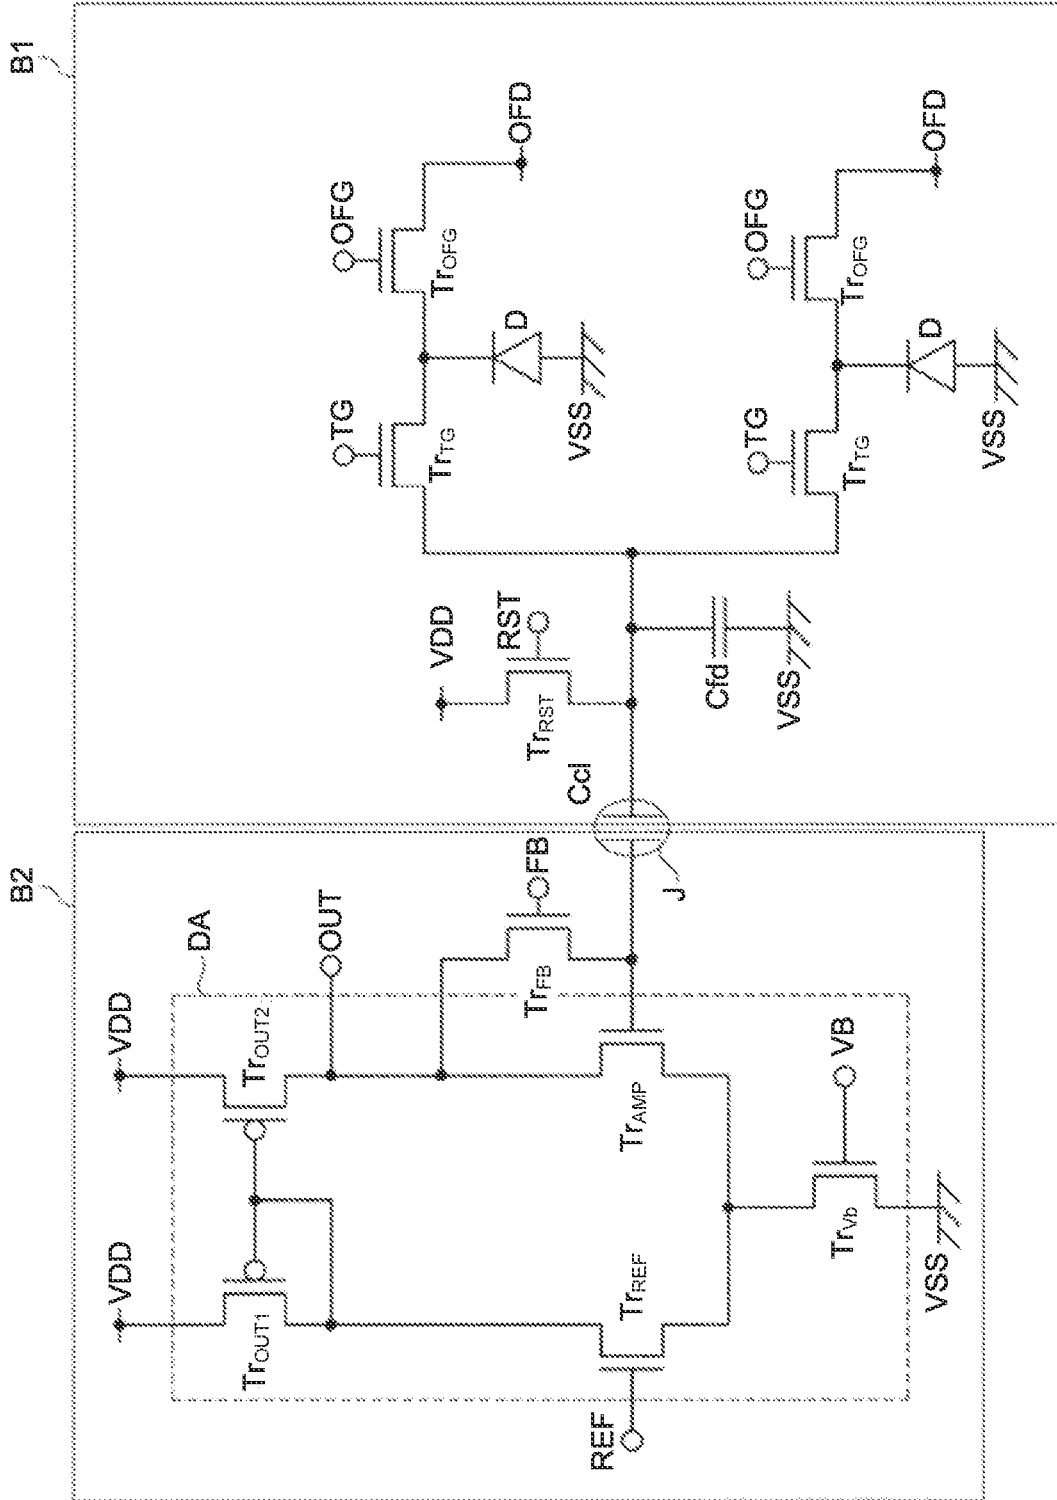 B1
B2
OFG
OFD
TrOFG
TG
TrTG
D
VSS
OFG
OFD
TrOFG
TG
TrTG
D
VSS
VDD
RST
TrRST
Cfd
VSS
Ccl
J
FB
TrFB
DA
OUT
VDD
TrOUT2
VDD
TrOUT1
TrAMP
TrREF
REF
VB
TrVb
VSS